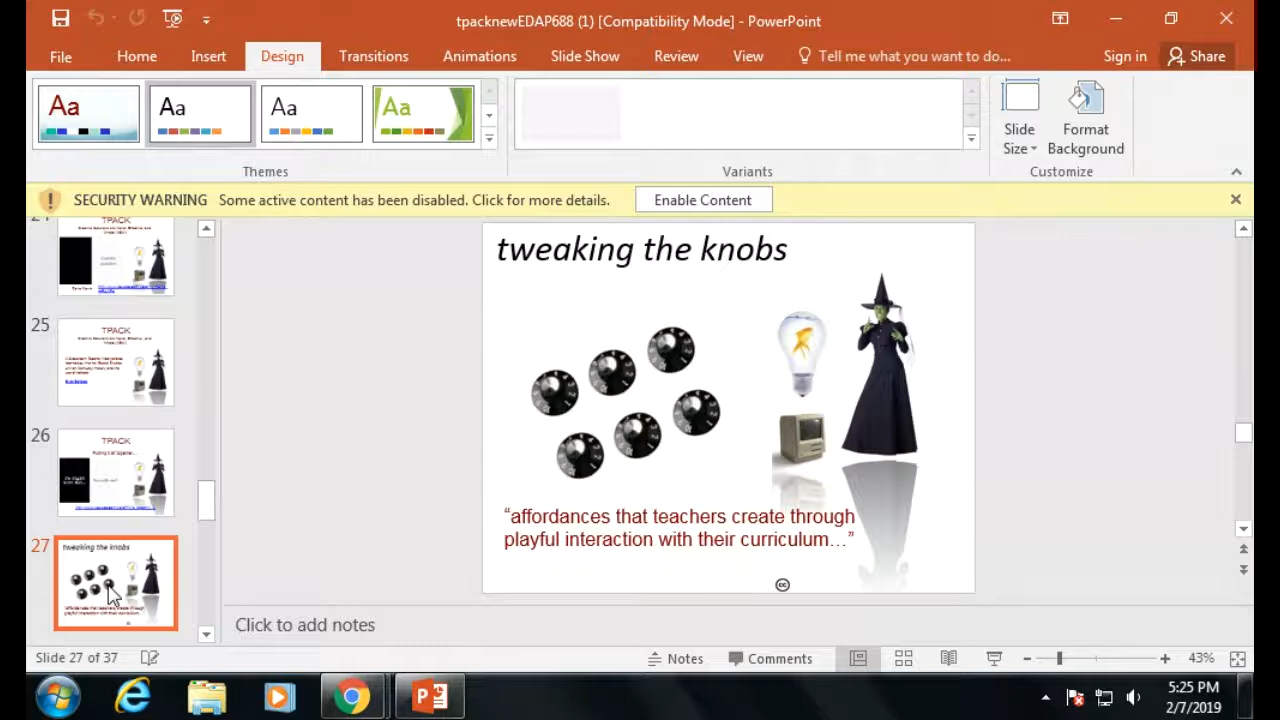 tpacknewEDAP688 (1) [Compatibility Mode] - PowerPoint
File Home Insert Design Transitions Animations Slide Show Review View Tell me what you want to do... Sign in Share
Aa Aa Aa Aa
Slide Size
Format Background
Themes Variants Customize
SECURITY WARNING Some active content has been disabled. Click for more details. Enable Content
TPACK
25
TPACK
26
TPACK
27
tweaking the knobs
tweaking the knobs
“affordances that teachers create through
playful interaction with their curriculum…”
cc
Click to add notes
Slide 27 of 37 Notes Comments 43%
5:25 PM
2/7/2019